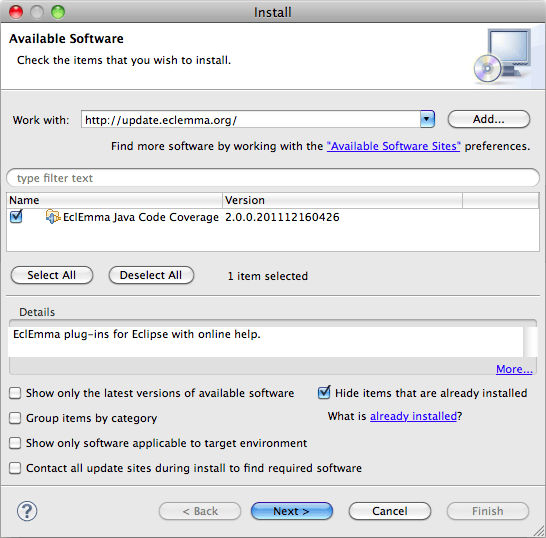 Install
Available Software
Check the items that you wish to install.
Work with: http://update.eclemma.org/ Add...
Find more software by working with the "Available Software Sites" preferences.
type filter text
Name Version
EclEmma Java Code Coverage 2.0.0.201112160426
Select All Deselect All 1 item selected
Details
EclEmma plug-ins for Eclipse with online help.
More...
Show only the latest versions of available software Hide items that are already installed
Group items by category What is already installed?
Show only software applicable to target environment
Contact all update sites during install to find required software
? < Back Next > Cancel Finish